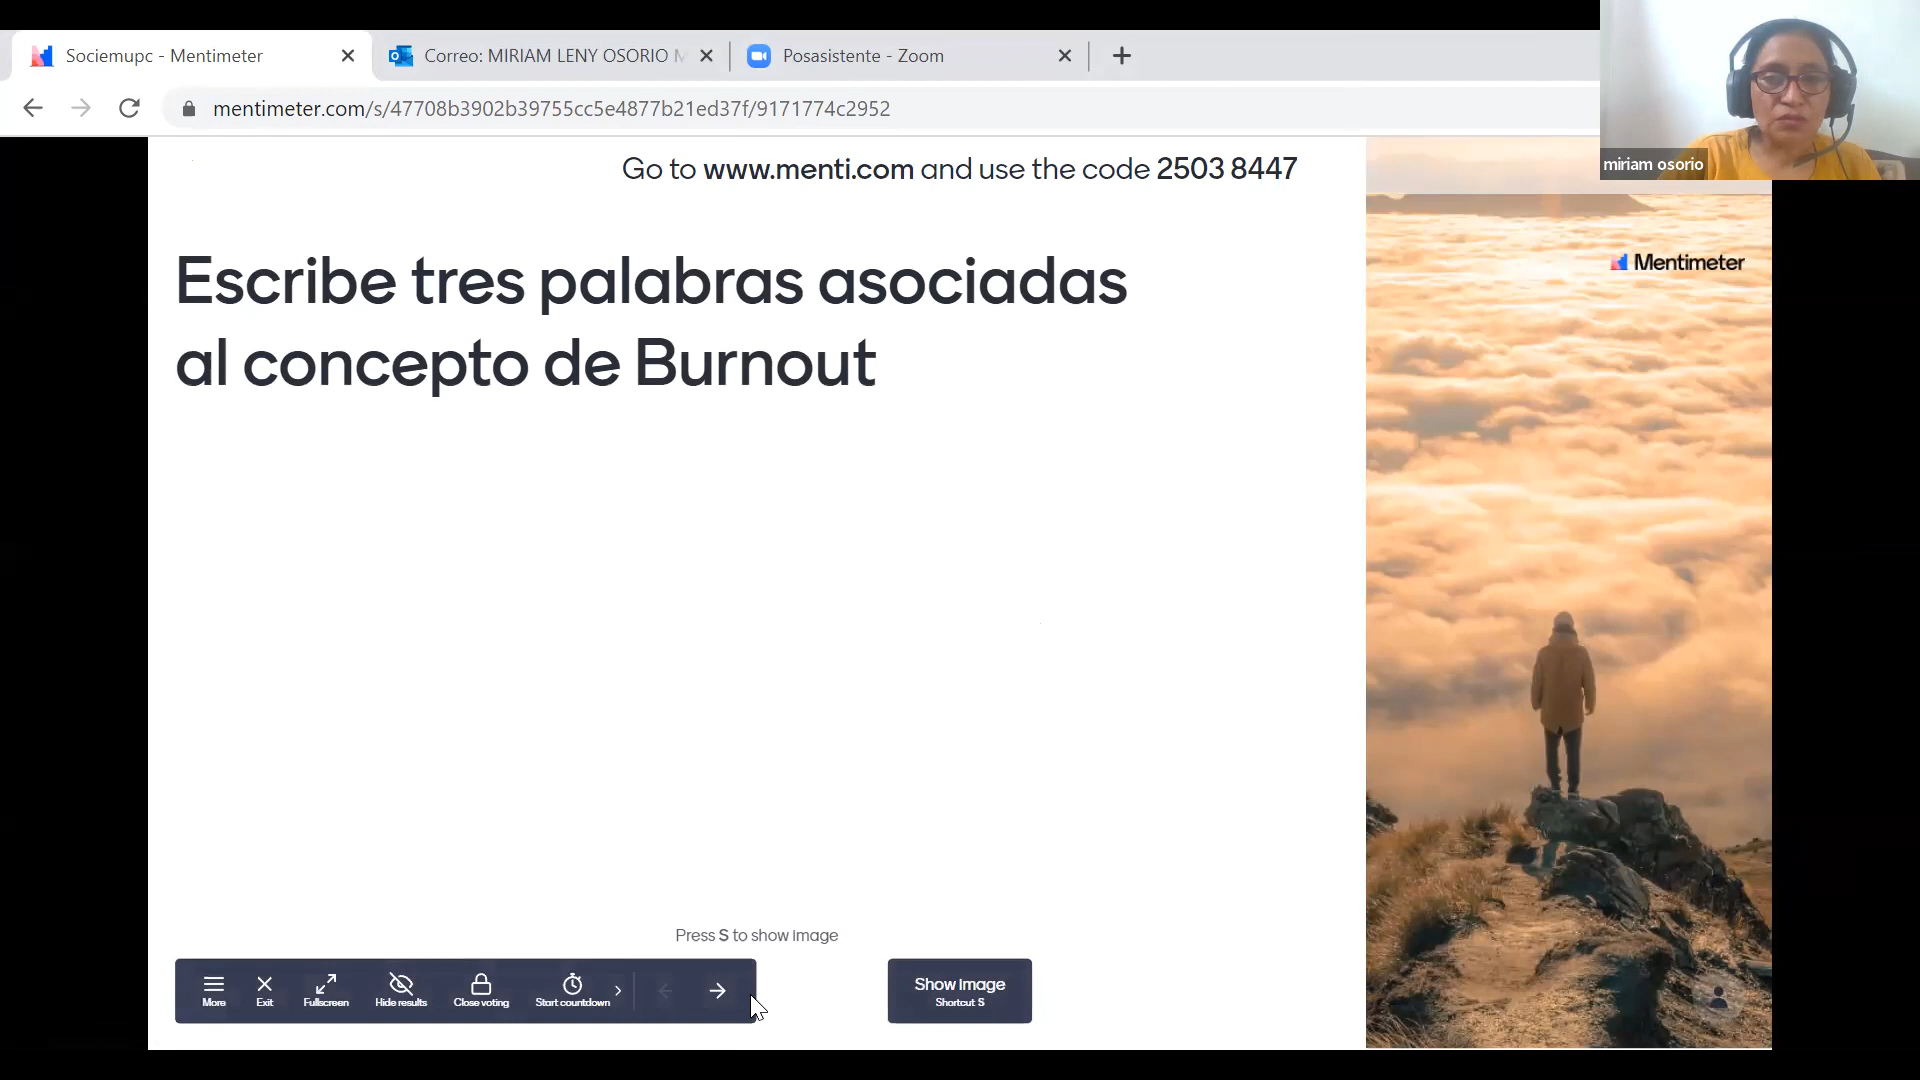 Sociemupc - Mentimeter
Correo: MIRIAM LENY OSORIO M
Posasistente - Zoom
mentimeter.com/s/47708b3902b39755cc5e4877b21ed37f/9171774c2952
miriam osorio
Go to www.menti.com and use the code 2503 8447
Mentimeter
Escribe tres palabras asociadas
al concepto de Burnout
Press S to show image
More
Exit
Fullscreen
Hide results
Close voting
Start countdown
Show image
Shortcut S